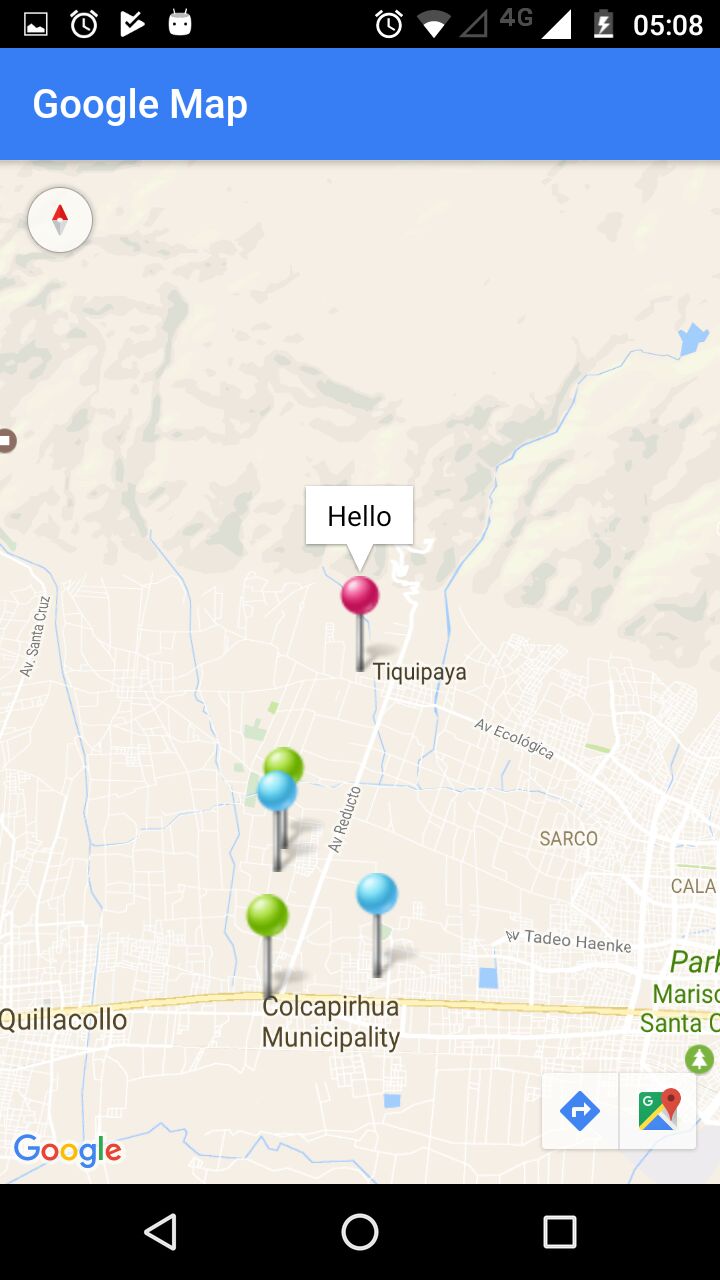 4G 05:08
Google Map
Hello
Av. Santa Cruz
Tiquipaya
Av Ecológica
Av Reducto
SARCO
CALA
Av Tadeo Haenke
Park
Marisc
Santa C
Quillacollo
Colcapirhua
Municipality
G
Google